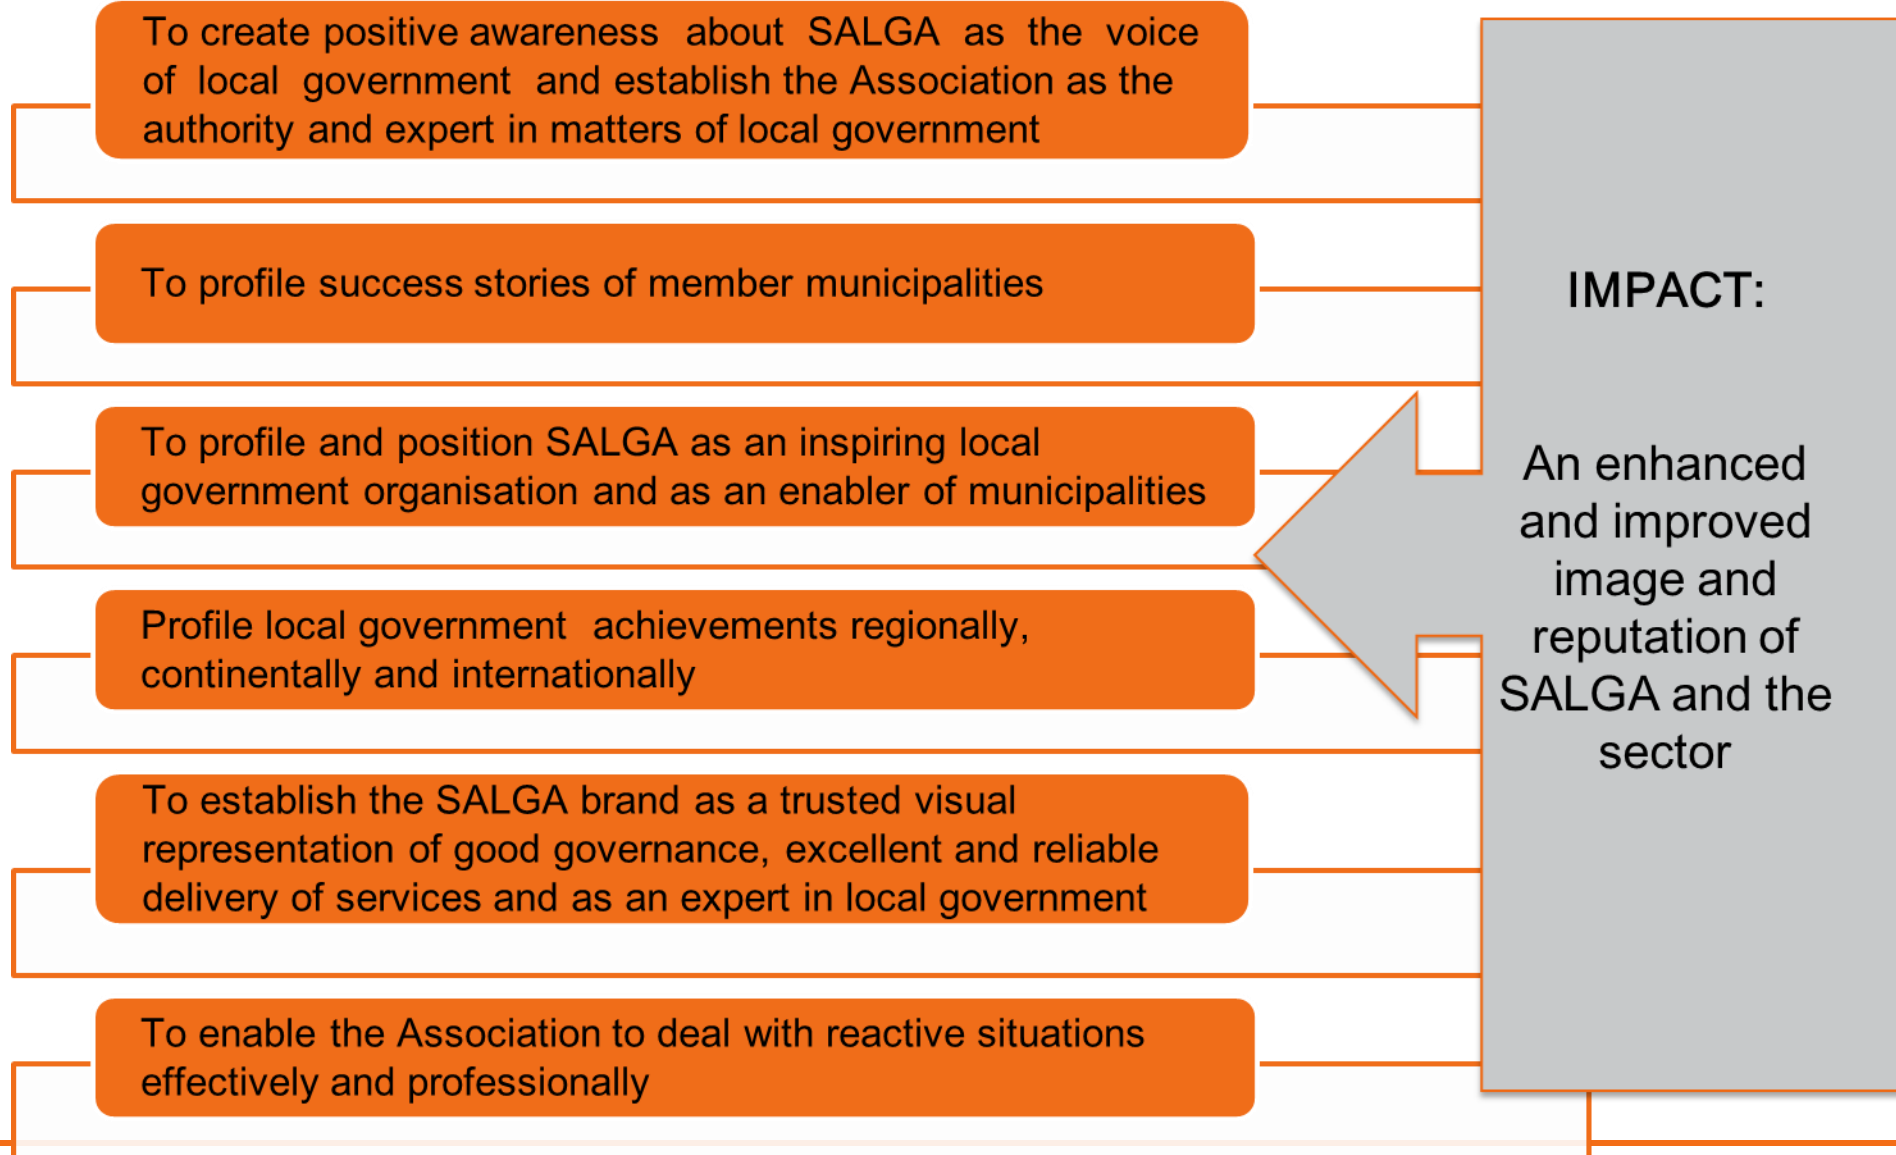 To create positive awareness about SALGA as the voice
of local government and establish the Association as the
authority and expert in matters of local government
To profile success stories of member municipalities
To profile and position SALGA as an inspiring local
government organisation and as an enabler of municipalities
Profile local government achievements regionally,
continentally and internationally
To establish the SALGA brand as a trusted visual
representation of good governance, excellent and reliable
delivery of services and as an expert in local government
To enable the Association to deal with reactive situations
effectively and professionally
IMPACT:
An enhanced
and improved
image and
reputation of
SALGA and the
sector